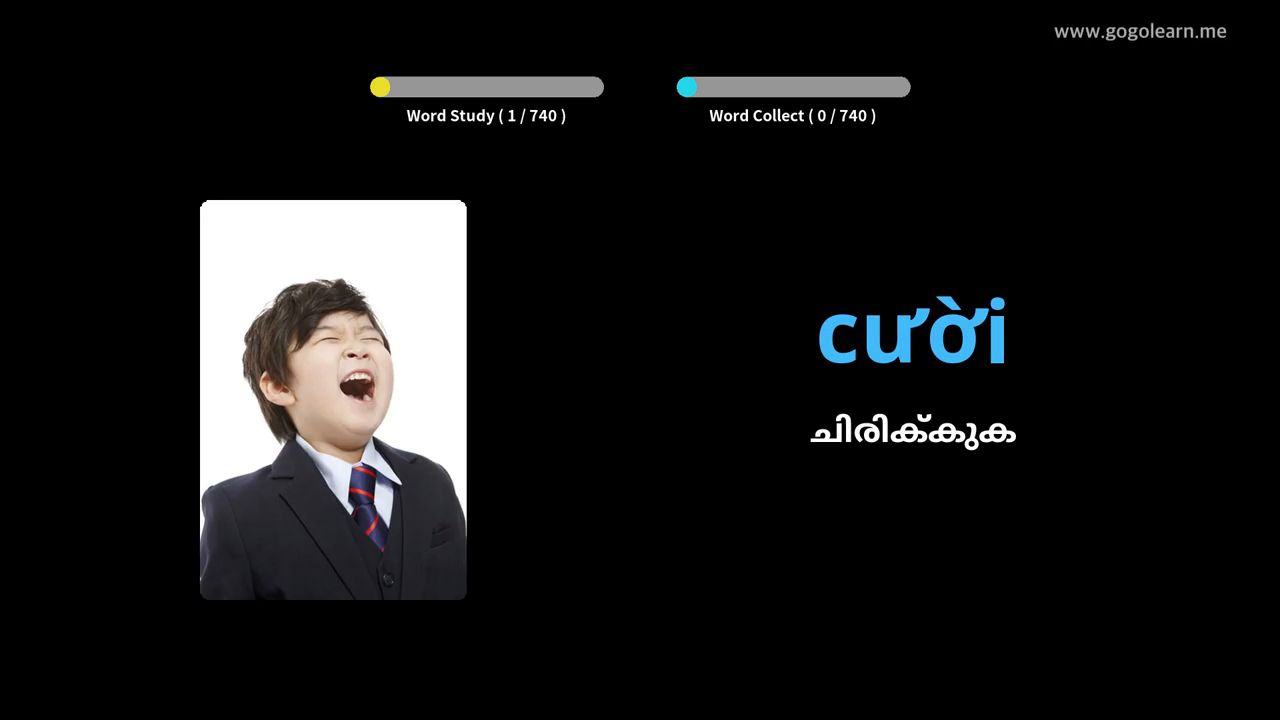 www.gogolearn.me
Word Study ( 1 / 740 )
Word Collect ( 0 / 740 )
cười
ചിരിക്കുക